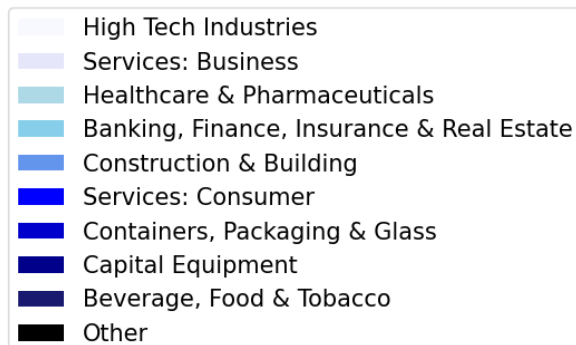 High Tech Industries
Services: Business
Healthcare & Pharmaceuticals
Banking, Finance, Insurance & Real Estate
Construction & Building
Services: Consumer
Containers, Packaging & Glass
Capital Equipment
Beverage, Food & Tobacco
Other